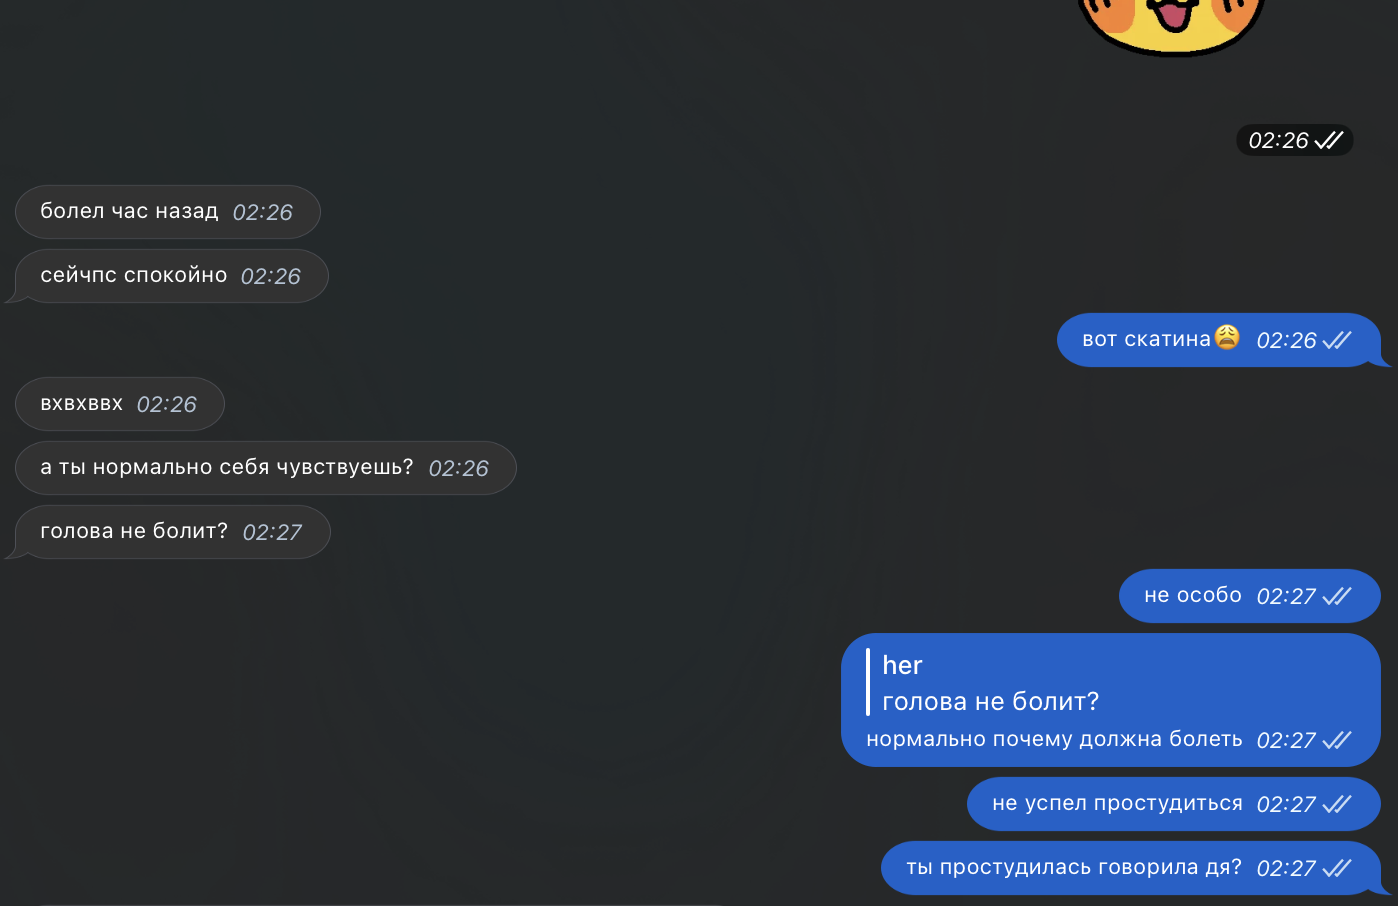 02:26
болел час назад 02:26
сейчпс спокойно 02:26
вот скатина😩 02:26
вхвхввх 02:26
а ты нормально себя чувствуешь? 02:26
голова не болит? 02:27
не особо 02:27
her
голова не болит?
нормально почему должна болеть 02:27
не успел простудиться 02:27
ты простудилась говорила дя? 02:27